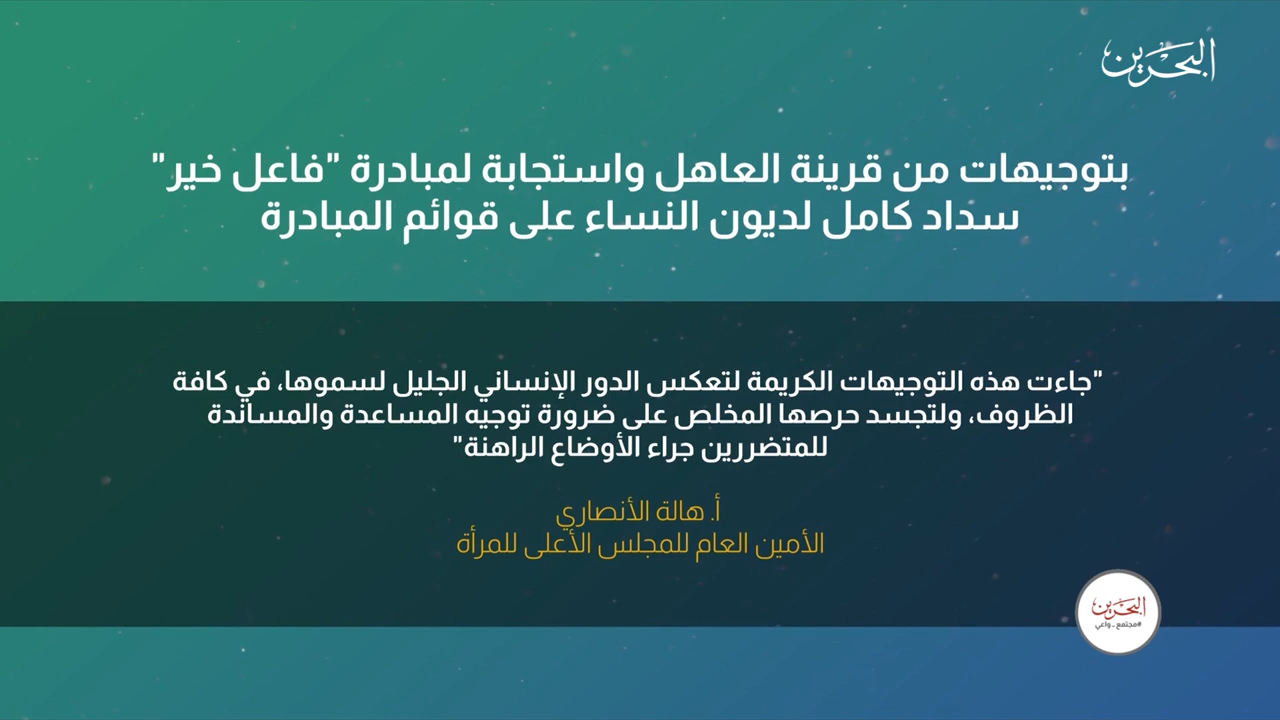 البحرين
بتوجيهات من قرينة العاهل واستجابة لمبادرة "فاعل خير"
سداد كامل لديون النساء على قوائم المبادرة
"جاءت هذه التوجيهات الكريمة لتعكس الدور الإنساني الجليل لسموها، في كافة
الظروف، ولتجسد حرصها المخلص على ضرورة توجيه المساعدة والمساندة
للمتضررين جراء الأوضاع الراهنة"
أ. هالة الأنصاري
الأمين العام للمجلس الأعلى للمرأة
البحرين
#مجتمع_واعي